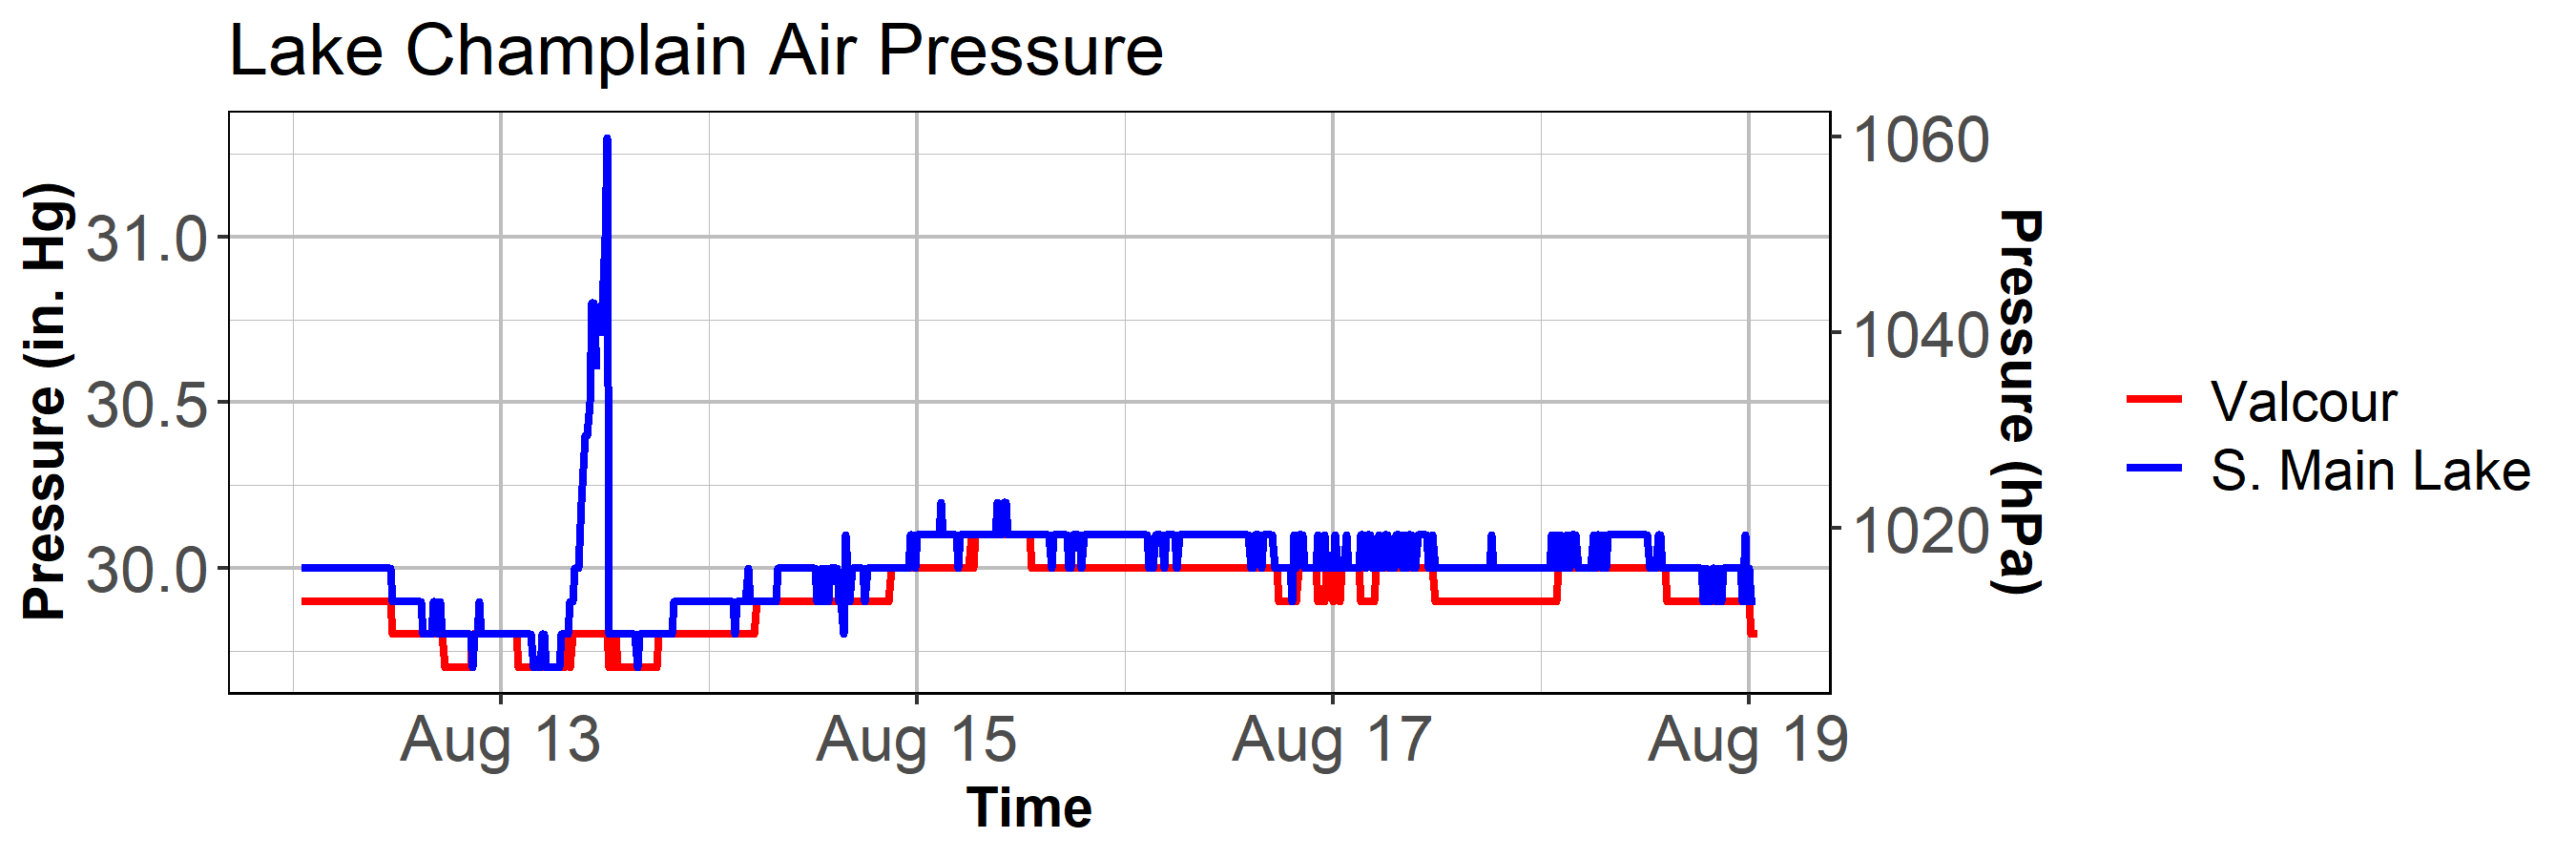 Lake Champlain Air Pressure
Pressure (in. Hg)
31.0
30.5
30.0
1060
1040
1020
Pressure (hPa)
Aug 13
Aug 15
Aug 17
Aug 19
Time
Valcour
S. Main Lake